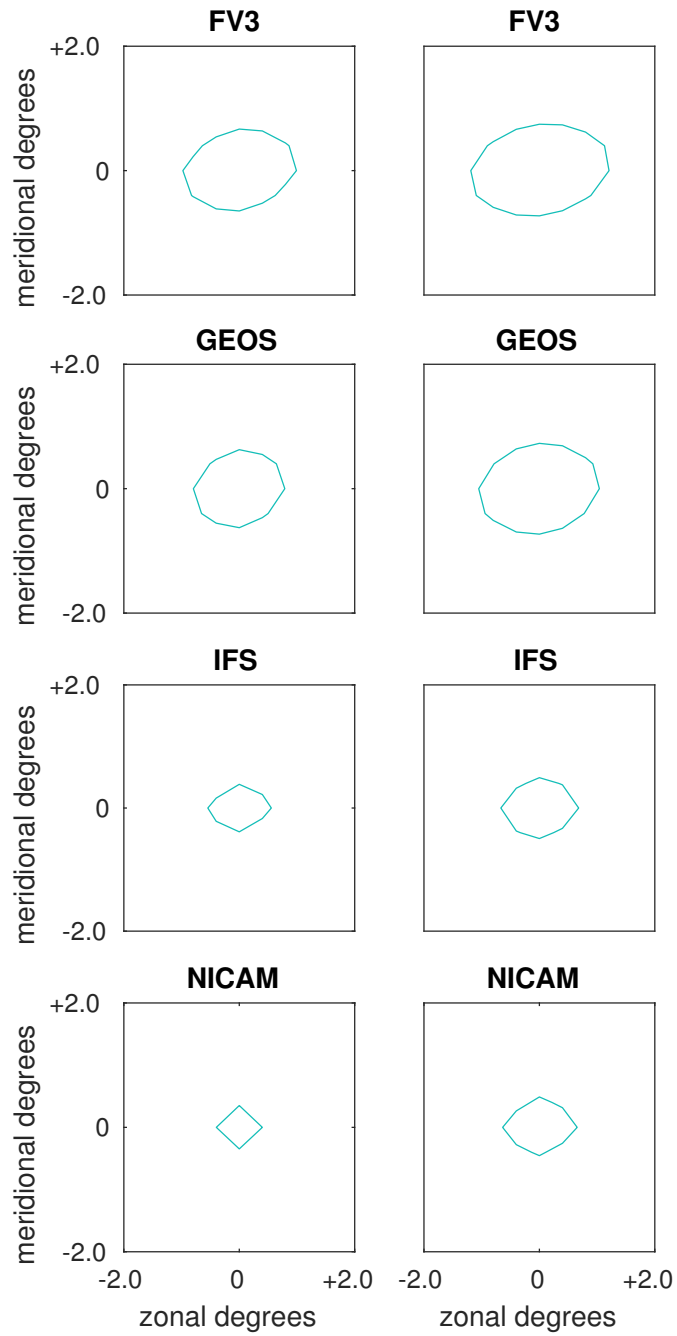 FV3 FV3
+2.0
meridional degrees
0
-2.0
GEOS GEOS
+2.0
meridional degrees
0
-2.0
IFS IFS
+2.0
meridional degrees
0
-2.0
NICAM NICAM
+2.0
meridional degrees
0
-2.0
-2.0 0 +2.0 0 +2.0
zonal degrees zonal degrees